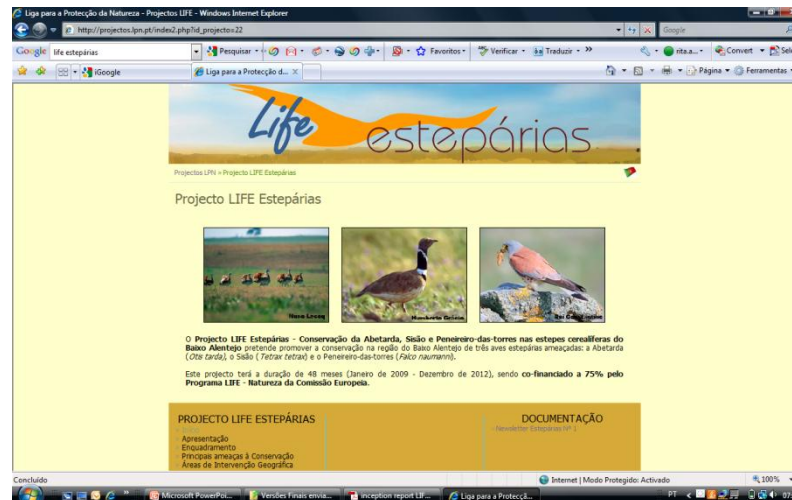 Liga para a Protecção da Natureza - Projectos LIFE - Windows Internet Explorer
http://projectos.lpn.pt/index2.php?id_projecto=22
Google
Google life estepárias Pesquisar Favoritos Verificar Traduzir rita.a... Convert
iGoogle Liga para a Protecção d... Página Ferramentas
Life estepárias
Projectos LPN » Projecto LIFE Estepárias
Projecto LIFE Estepárias
O Projecto LIFE Estepárias - Conservação da Abetarda, Sisão e Peneireiro-das-torres nas estepes cerealíferas do
Baixo Alentejo pretende promover a conservação na região do Baixo Alentejo de três aves estepárias ameaçadas: a Abetarda
(Otis tarda), o Sisão (Tetrax tetrax) e o Peneireiro-das-torres (Falco naumanni).
Este projecto terá a duração de 48 meses (Janeiro de 2009 - Dezembro de 2012), sendo co-financiado a 75% pelo
Programa LIFE - Natureza da Comissão Europeia.
PROJECTO LIFE ESTEPÁRIAS
Apresentação
Enquadramento
Principais ameaças à Conservação
Áreas de Intervenção Geográfica
DOCUMENTAÇÃO
Newsletter Estepárias Nº 1
Concluído
Internet | Modo Protegido: Activado
100%
Microsoft PowerPoi...
Versões Finais envia...
inception report LIF...
Liga para a Protecçã...
PT